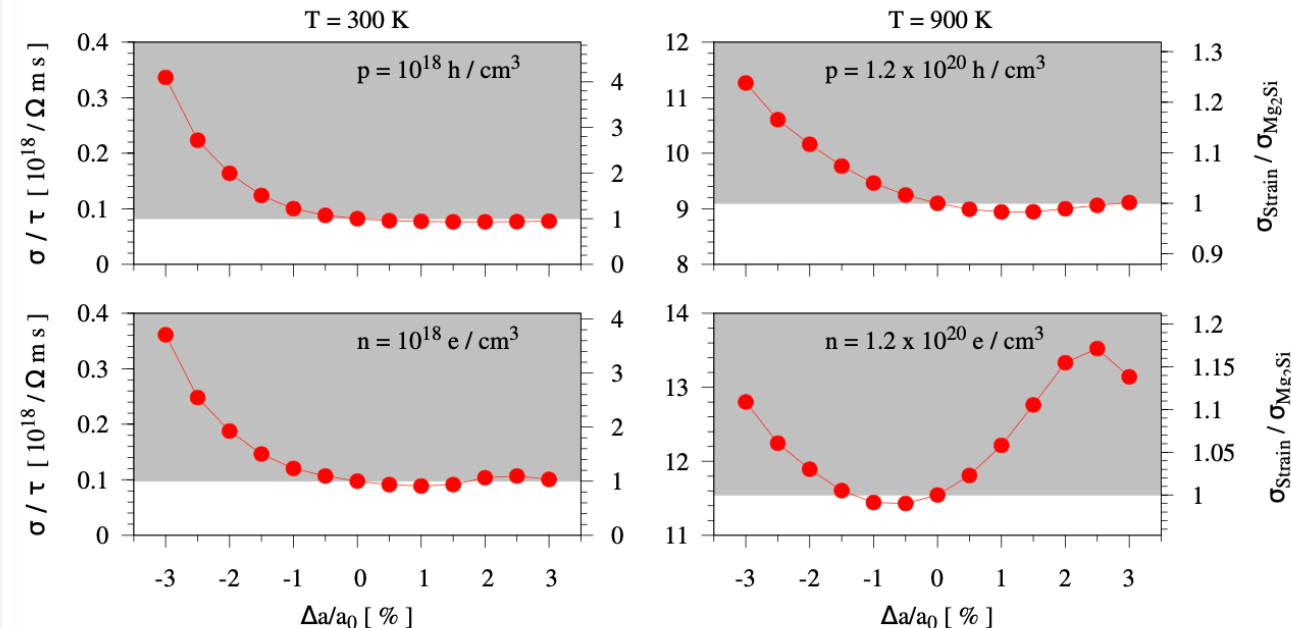 T = 300 K
T = 900 K
0.4
0.3
0.2
0.1
0
p = 10¹⁸ h / cm³
4
3
2
1
0
σ / τ [ 10¹⁸ / Ω m s ]
12
11
10
9
8
p = 1.2 x 10²⁰ h / cm³
1.3
1.2
1.1
1
0.9
σ_Strain / σ_Mg₂Si
0.4
0.3
0.2
0.1
0
n = 10¹⁸ e / cm³
4
3
2
1
0
σ / τ [ 10¹⁸ / Ω m s ]
14
13
12
11
n = 1.2 x 10²⁰ e / cm³
1.2
1.15
1.1
1.05
1
σ_Strain / σ_Mg₂Si
-3 -2 -1 0 1 2 3
-3 -2 -1 0 1 2 3
Δa/a₀ [ % ]
Δa/a₀ [ % ]